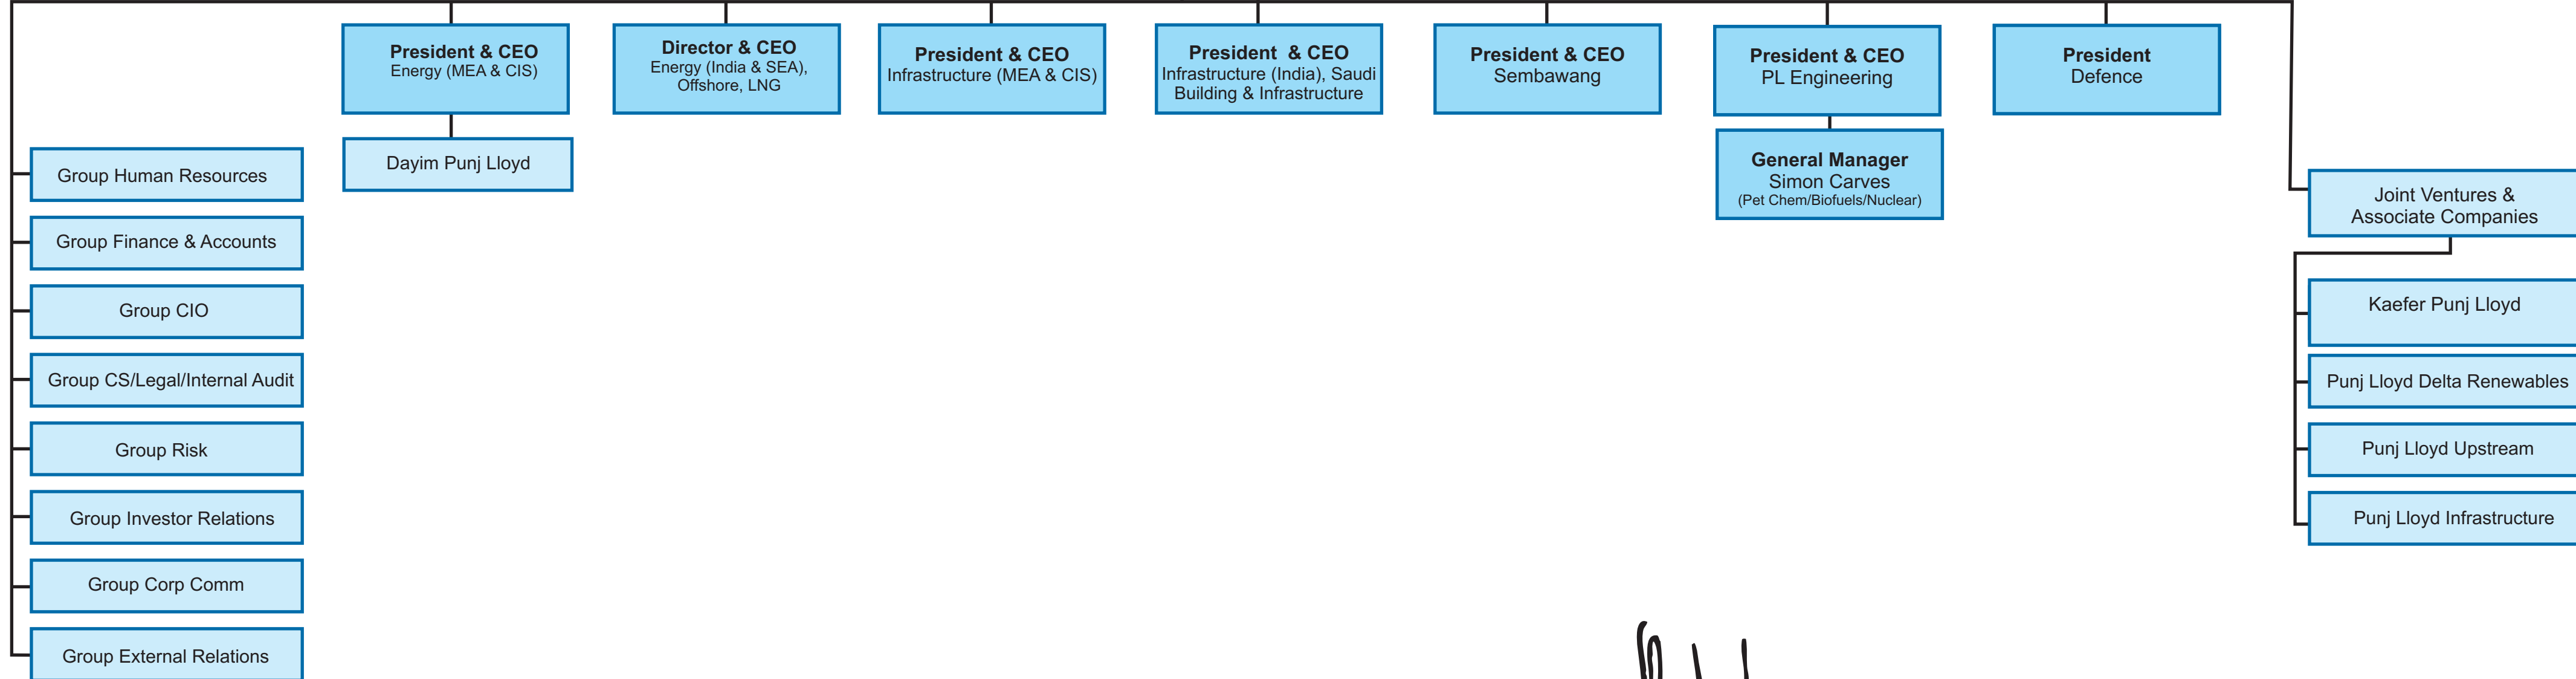 President & CEO
Energy (MEA & CIS)
Director & CEO
Energy (India & SEA),
Offshore, LNG
President & CEO
Infrastructure (MEA & CIS)
President & CEO
Infrastructure (India), Saudi
Building & Infrastructure
President & CEO
Sembawang
President & CEO
PL Engineering
President
Defence
Dayim Punj Lloyd
General Manager
Simon Carves
(Pet Chem/Biofuels/Nuclear)
Group Human Resources
Group Finance & Accounts
Group CIO
Group CS/Legal/Internal Audit
Group Risk
Group Investor Relations
Group Corp Comm
Group External Relations
Joint Ventures &
Associate Companies
Kaefer Punj Lloyd
Punj Lloyd Delta Renewables
Punj Lloyd Upstream
Punj Lloyd Infrastructure